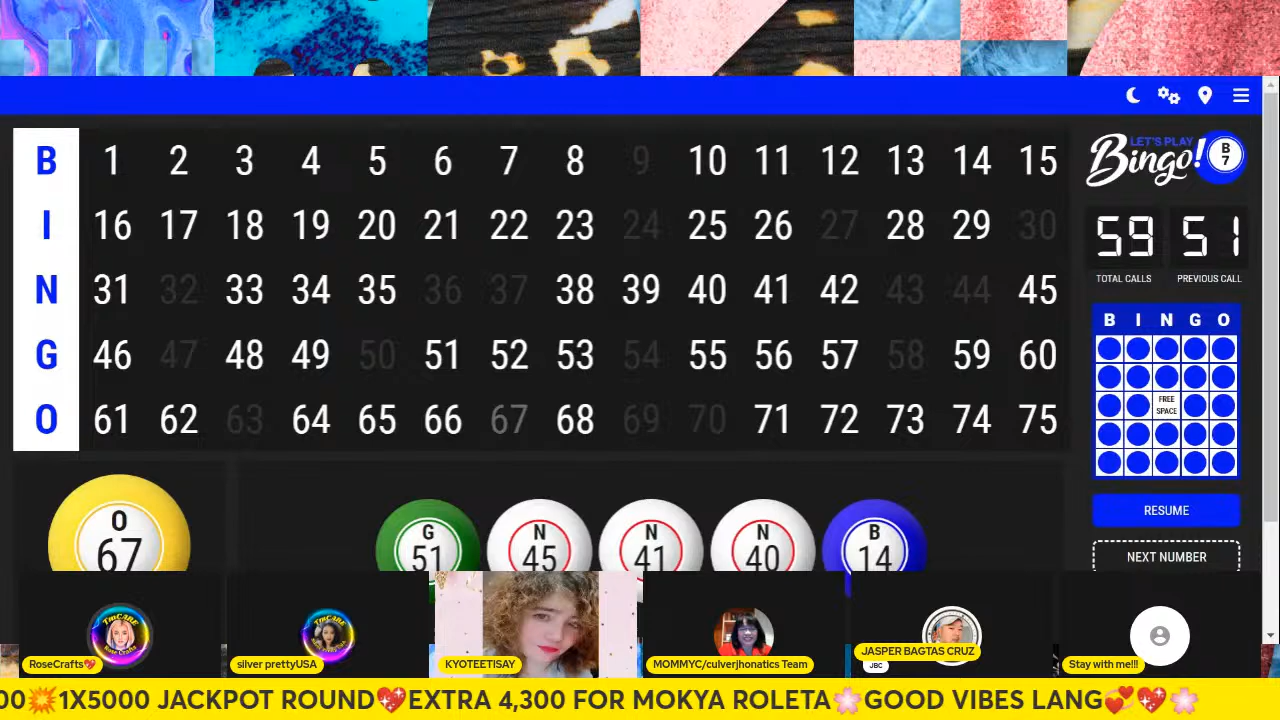 LET'S PLAY
Bingo!
B
7
B 1 2 3 4 5 6 7 8 9 10 11 12 13 14 15
I 16 17 18 19 20 21 22 23 24 25 26 27 28 29 30
N 31 32 33 34 35 36 37 38 39 40 41 42 43 44 45
G 46 47 48 49 50 51 52 53 54 55 56 57 58 59 60
O 61 62 63 64 65 66 67 68 69 70 71 72 73 74 75
59 51
TOTAL CALLS PREVIOUS CALL
B I N G O
FREE
SPACE
RESUME
NEXT NUMBER
O
67
G
51
N
45
N
41
N
40
B
14
RoseCrafts💖
siilver prettyUSA
KYOTEETISAY
MOMMYC/culverjhonatics Team
JASPER BAGTAS CRUZ
JBC
Stay with me!!!
00💥1X5000 JACKPOT ROUND💖EXTRA 4,300 FOR MOKYA ROLETA🌸GOOD VIBES LANG💞💖🌸